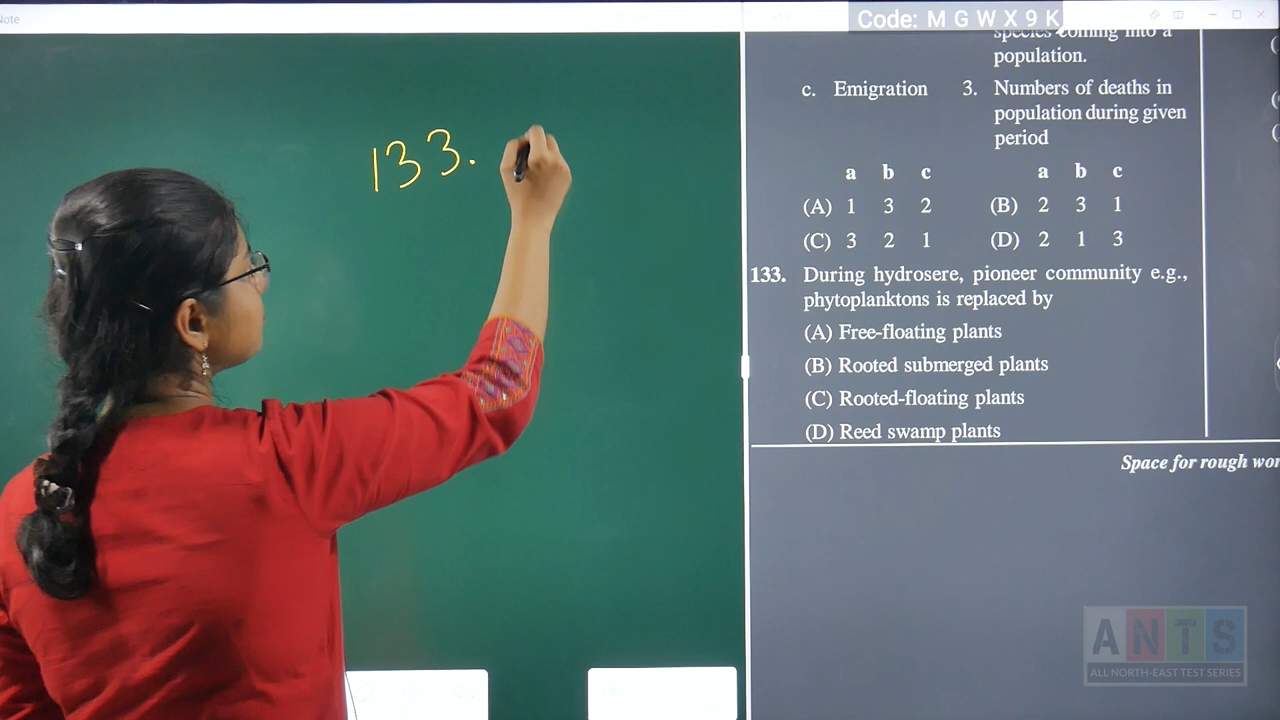 Note
Code: M G W X 9 K
133.
species coming into a
population.
c. Emigration 3. Numbers of deaths in
population during given
period
a b c a b c
(A) 1 3 2 (B) 2 3 1
(C) 3 2 1 (D) 2 1 3
133. During hydrosere, pioneer community e.g.,
phytoplanktons is replaced by
(A) Free-floating plants
(B) Rooted submerged plants
(C) Rooted-floating plants
(D) Reed swamp plants
Space for rough wor
ANTS
ALL NORTH-EAST TEST SERIES